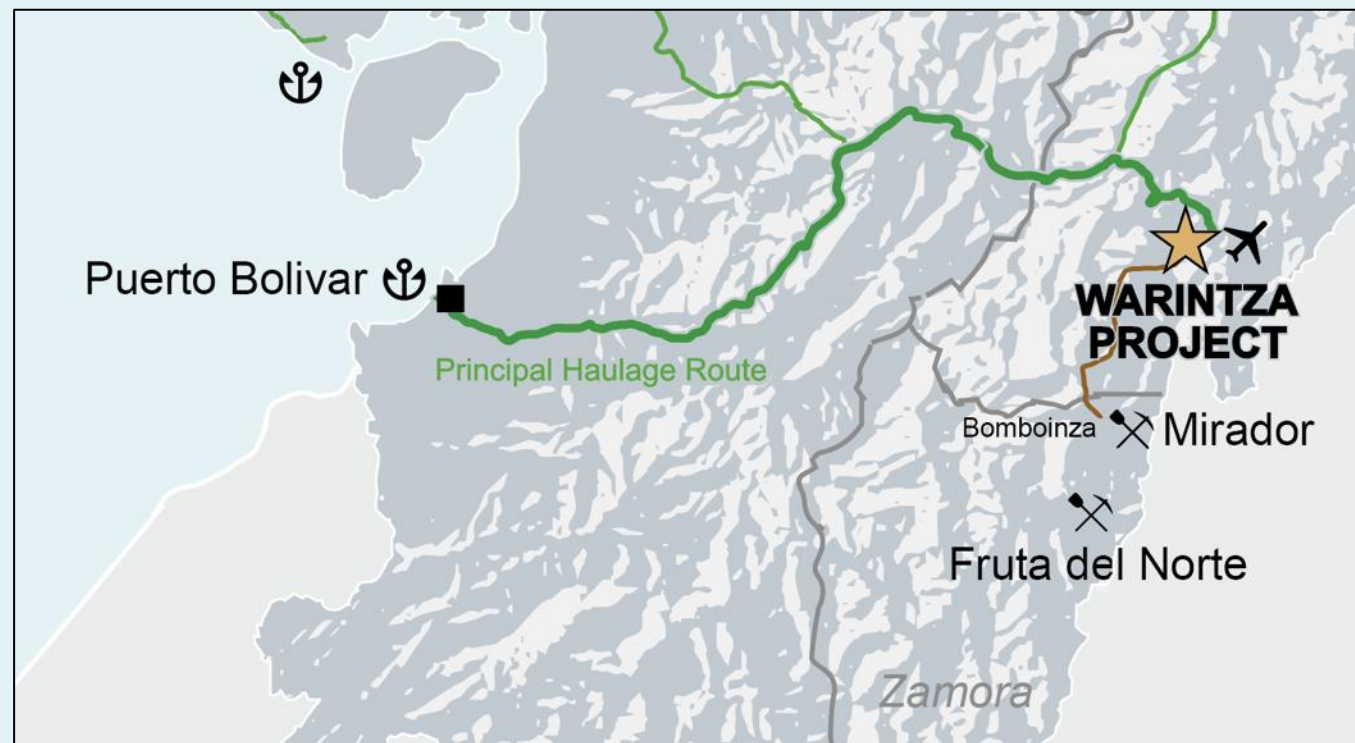 Puerto Bolivar
Principal Haulage Route
WARINTZA
PROJECT
Bomboinza
Mirador
Fruta del Norte
Zamora